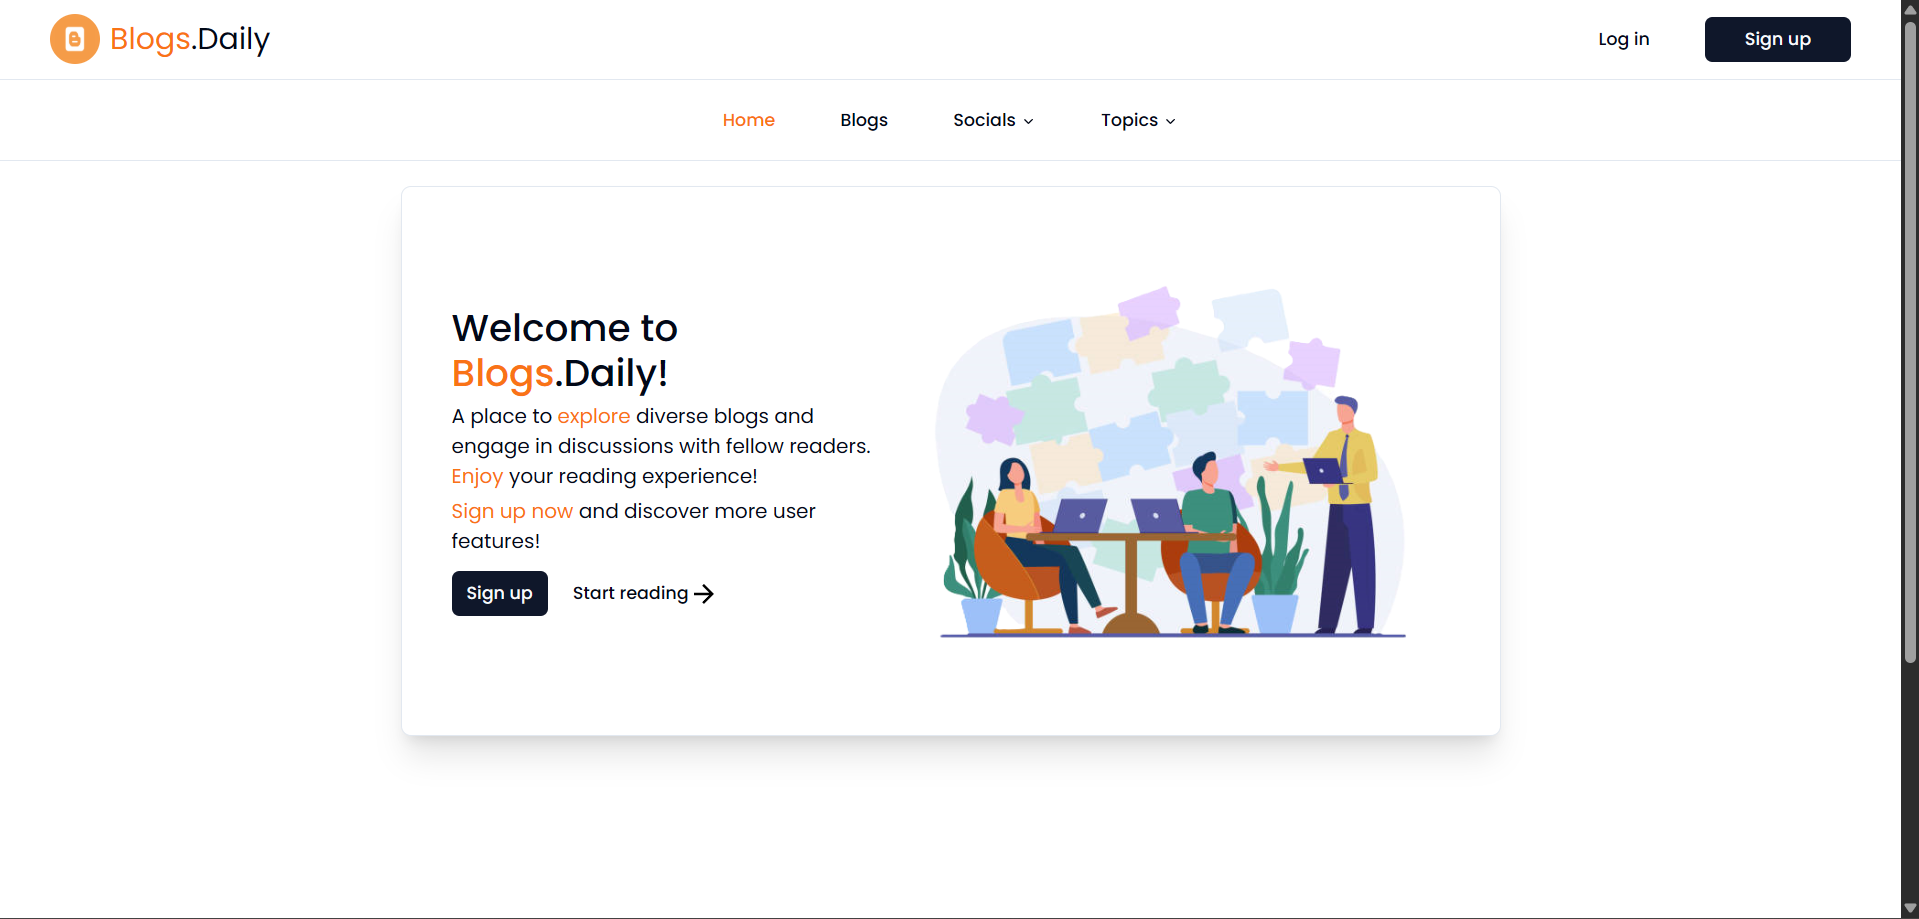 Blogs.Daily
Log in
Sign up
Home
Blogs
Socials
Topics
Welcome to
Blogs.Daily!
A place to explore diverse blogs and
engage in discussions with fellow readers.
Enjoy your reading experience!
Sign up now and discover more user
features!
Sign up
Start reading